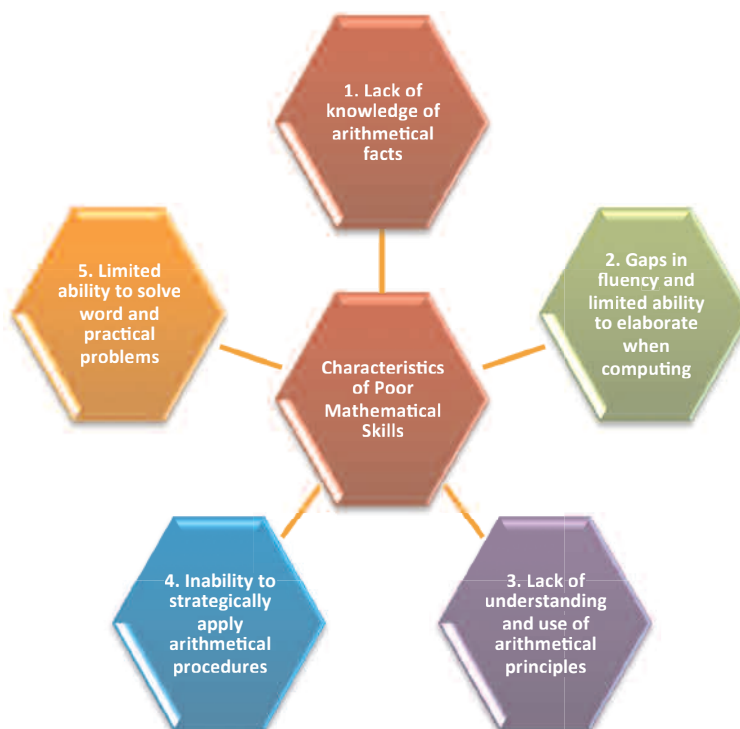 1. Lack of
knowledge of
arithmetical
facts
2. Gaps in
fluency and
limited ability
to elaborate
when
computing
3. Lack of
understanding
and use of
arithmetical
principles
4. Inability to
strategically
apply
arithmetical
procedures
5. Limited
ability to solve
word and
practical
problems
Characteristics
of Poor
Mathematical
Skills